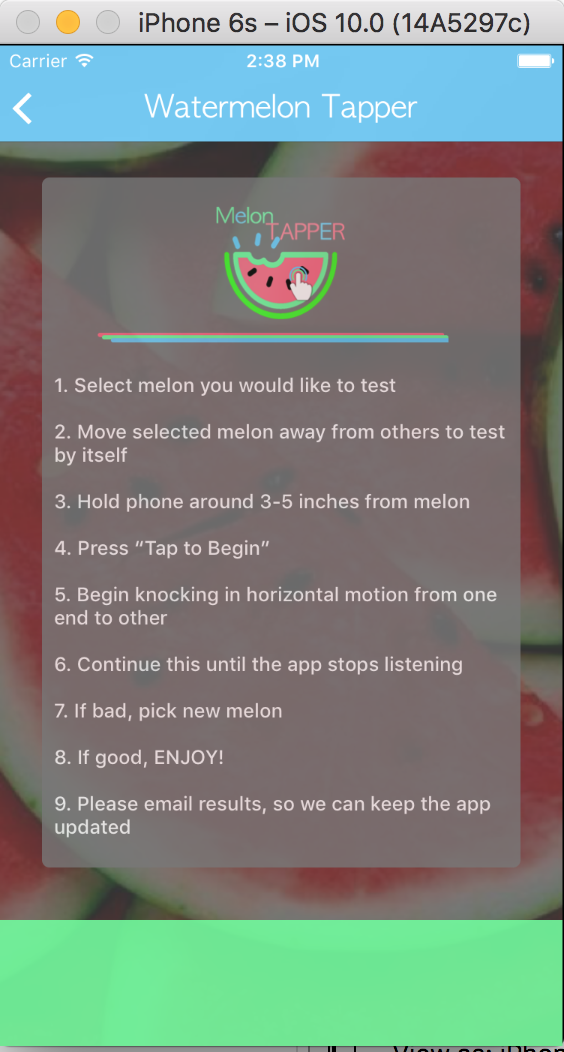 iPhone 6s – iOS 10.0 (14A5297c)
Carrier 2:38 PM
Watermelon Tapper
Melon
TAPPER
1. Select melon you would like to test
2. Move selected melon away from others to test
by itself
3. Hold phone around 3-5 inches from melon
4. Press “Tap to Begin”
5. Begin knocking in horizontal motion from one
end to other
6. Continue this until the app stops listening
7. If bad, pick new melon
8. If good, ENJOY!
9. Please email results, so we can keep the app
updated
View as: iPhone